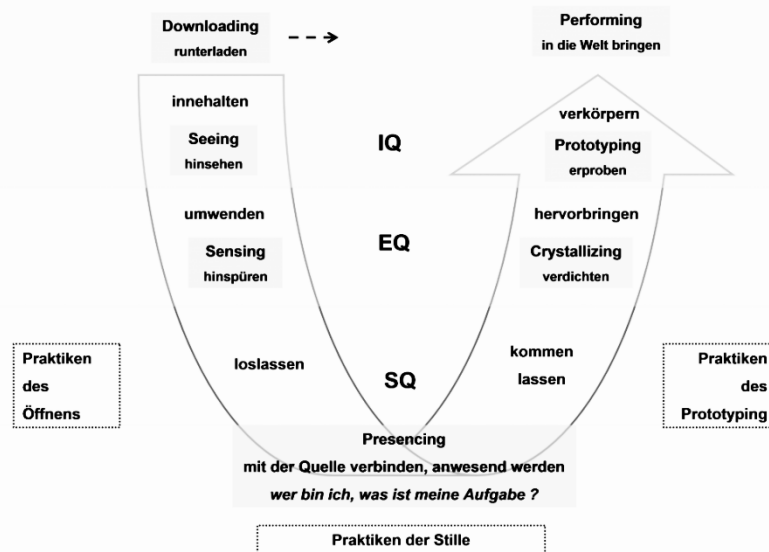 Downloading
runterladen
Performing
in die Welt bringen
innehalten
verkörpern
Seeing
hinsehen
IQ
Prototyping
erproben
umwenden
hervorbringen
EQ
Sensing
hinspüren
Crystallizing
verdichten
Praktiken
des
Öffnens
loslassen
SQ
kommen
lassen
Praktiken
des
Prototyping
Presencing
mit der Quelle verbinden, anwesend werden
wer bin ich, was ist meine Aufgabe ?
Praktiken der Stille